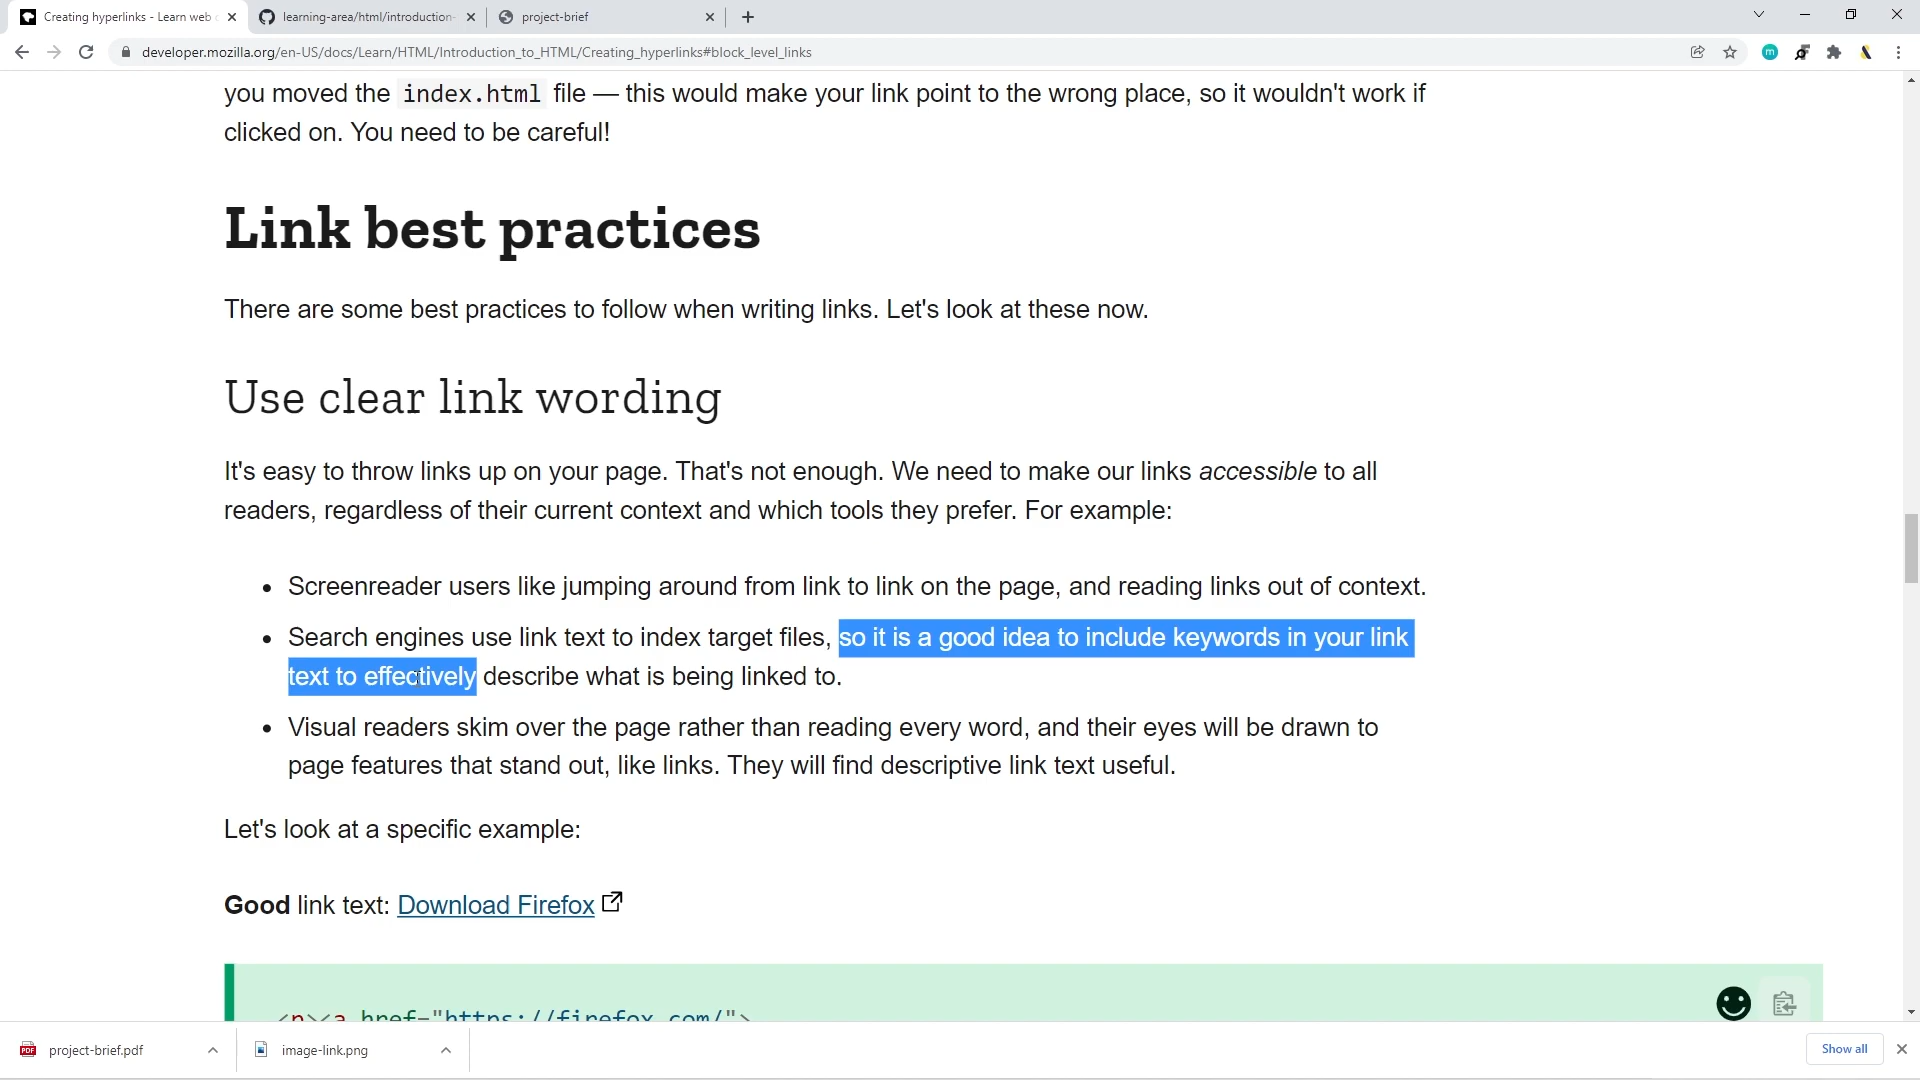 Creating hyperlinks - Learn web
learning-area/html/introduction-
project-brief
developer.mozilla.org/en-US/docs/Learn/HTML/Introduction_to_HTML/Creating_hyperlinks#block_level_links
you moved the index.html file — this would make your link point to the wrong place, so it wouldn't work if
clicked on. You need to be careful!
Link best practices
There are some best practices to follow when writing links. Let's look at these now.
Use clear link wording
It's easy to throw links up on your page. That's not enough. We need to make our links accessible to all
readers, regardless of their current context and which tools they prefer. For example:
• Screenreader users like jumping around from link to link on the page, and reading links out of context.
• Search engines use link text to index target files, so it is a good idea to include keywords in your link
text to effectively describe what is being linked to.
• Visual readers skim over the page rather than reading every word, and their eyes will be drawn to
page features that stand out, like links. They will find descriptive link text useful.
Let's look at a specific example:
Good link text: Download Firefox
<p><a href="https://firefox.com/">
project-brief.pdf
image-link.png
Show all